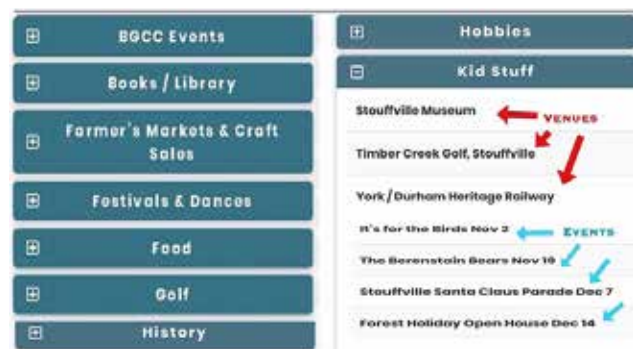 BGCC Events
Books / Library
Farmer's Markets & Craft
Sales
Festivals & Dances
Food
Golf
History
Hobbies
Kid Stuff
Stouffville Museum
VENUES
Timber Creek Golf, Stouffville
York / Durham Heritage Railway
It's for the Birds Nov 2
EVENTS
The Berenstain Bears Nov 19
Stouffville Santa Claus Parade Dec 7
Forest Holiday Open House Dec 14